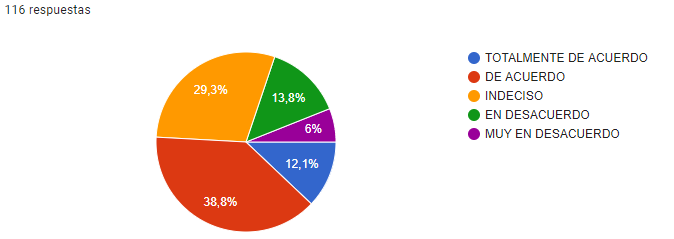 116 respuestas
29,3%
13,8%
6%
12,1%
38,8%
TOTALMENTE DE ACUERDO
DE ACUERDO
INDECISO
EN DESACUERDO
MUY EN DESACUERDO